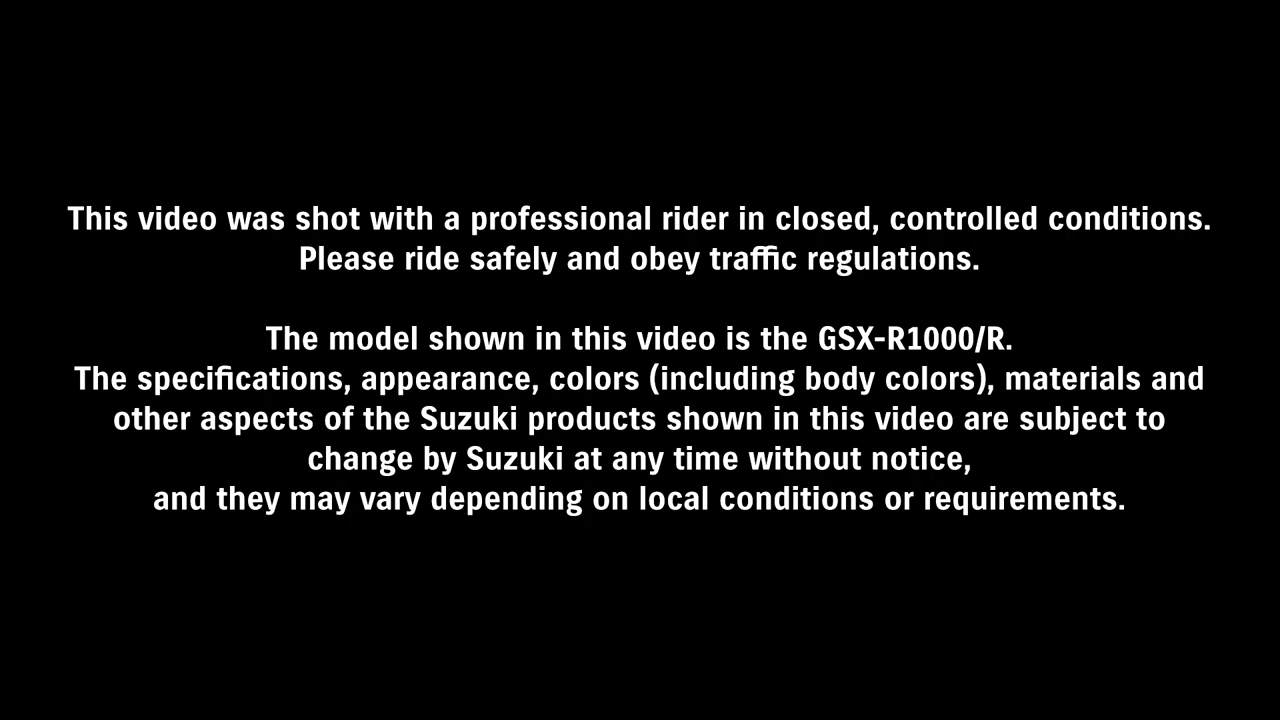 This video was shot with a professional rider in closed, controlled conditions.
Please ride safely and obey traffic regulations.
The model shown in this video is the GSX-R1000/R.
The specifications, appearance, colors (including body colors), materials and
other aspects of the Suzuki products shown in this video are subject to
change by Suzuki at any time without notice,
and they may vary depending on local conditions or requirements.